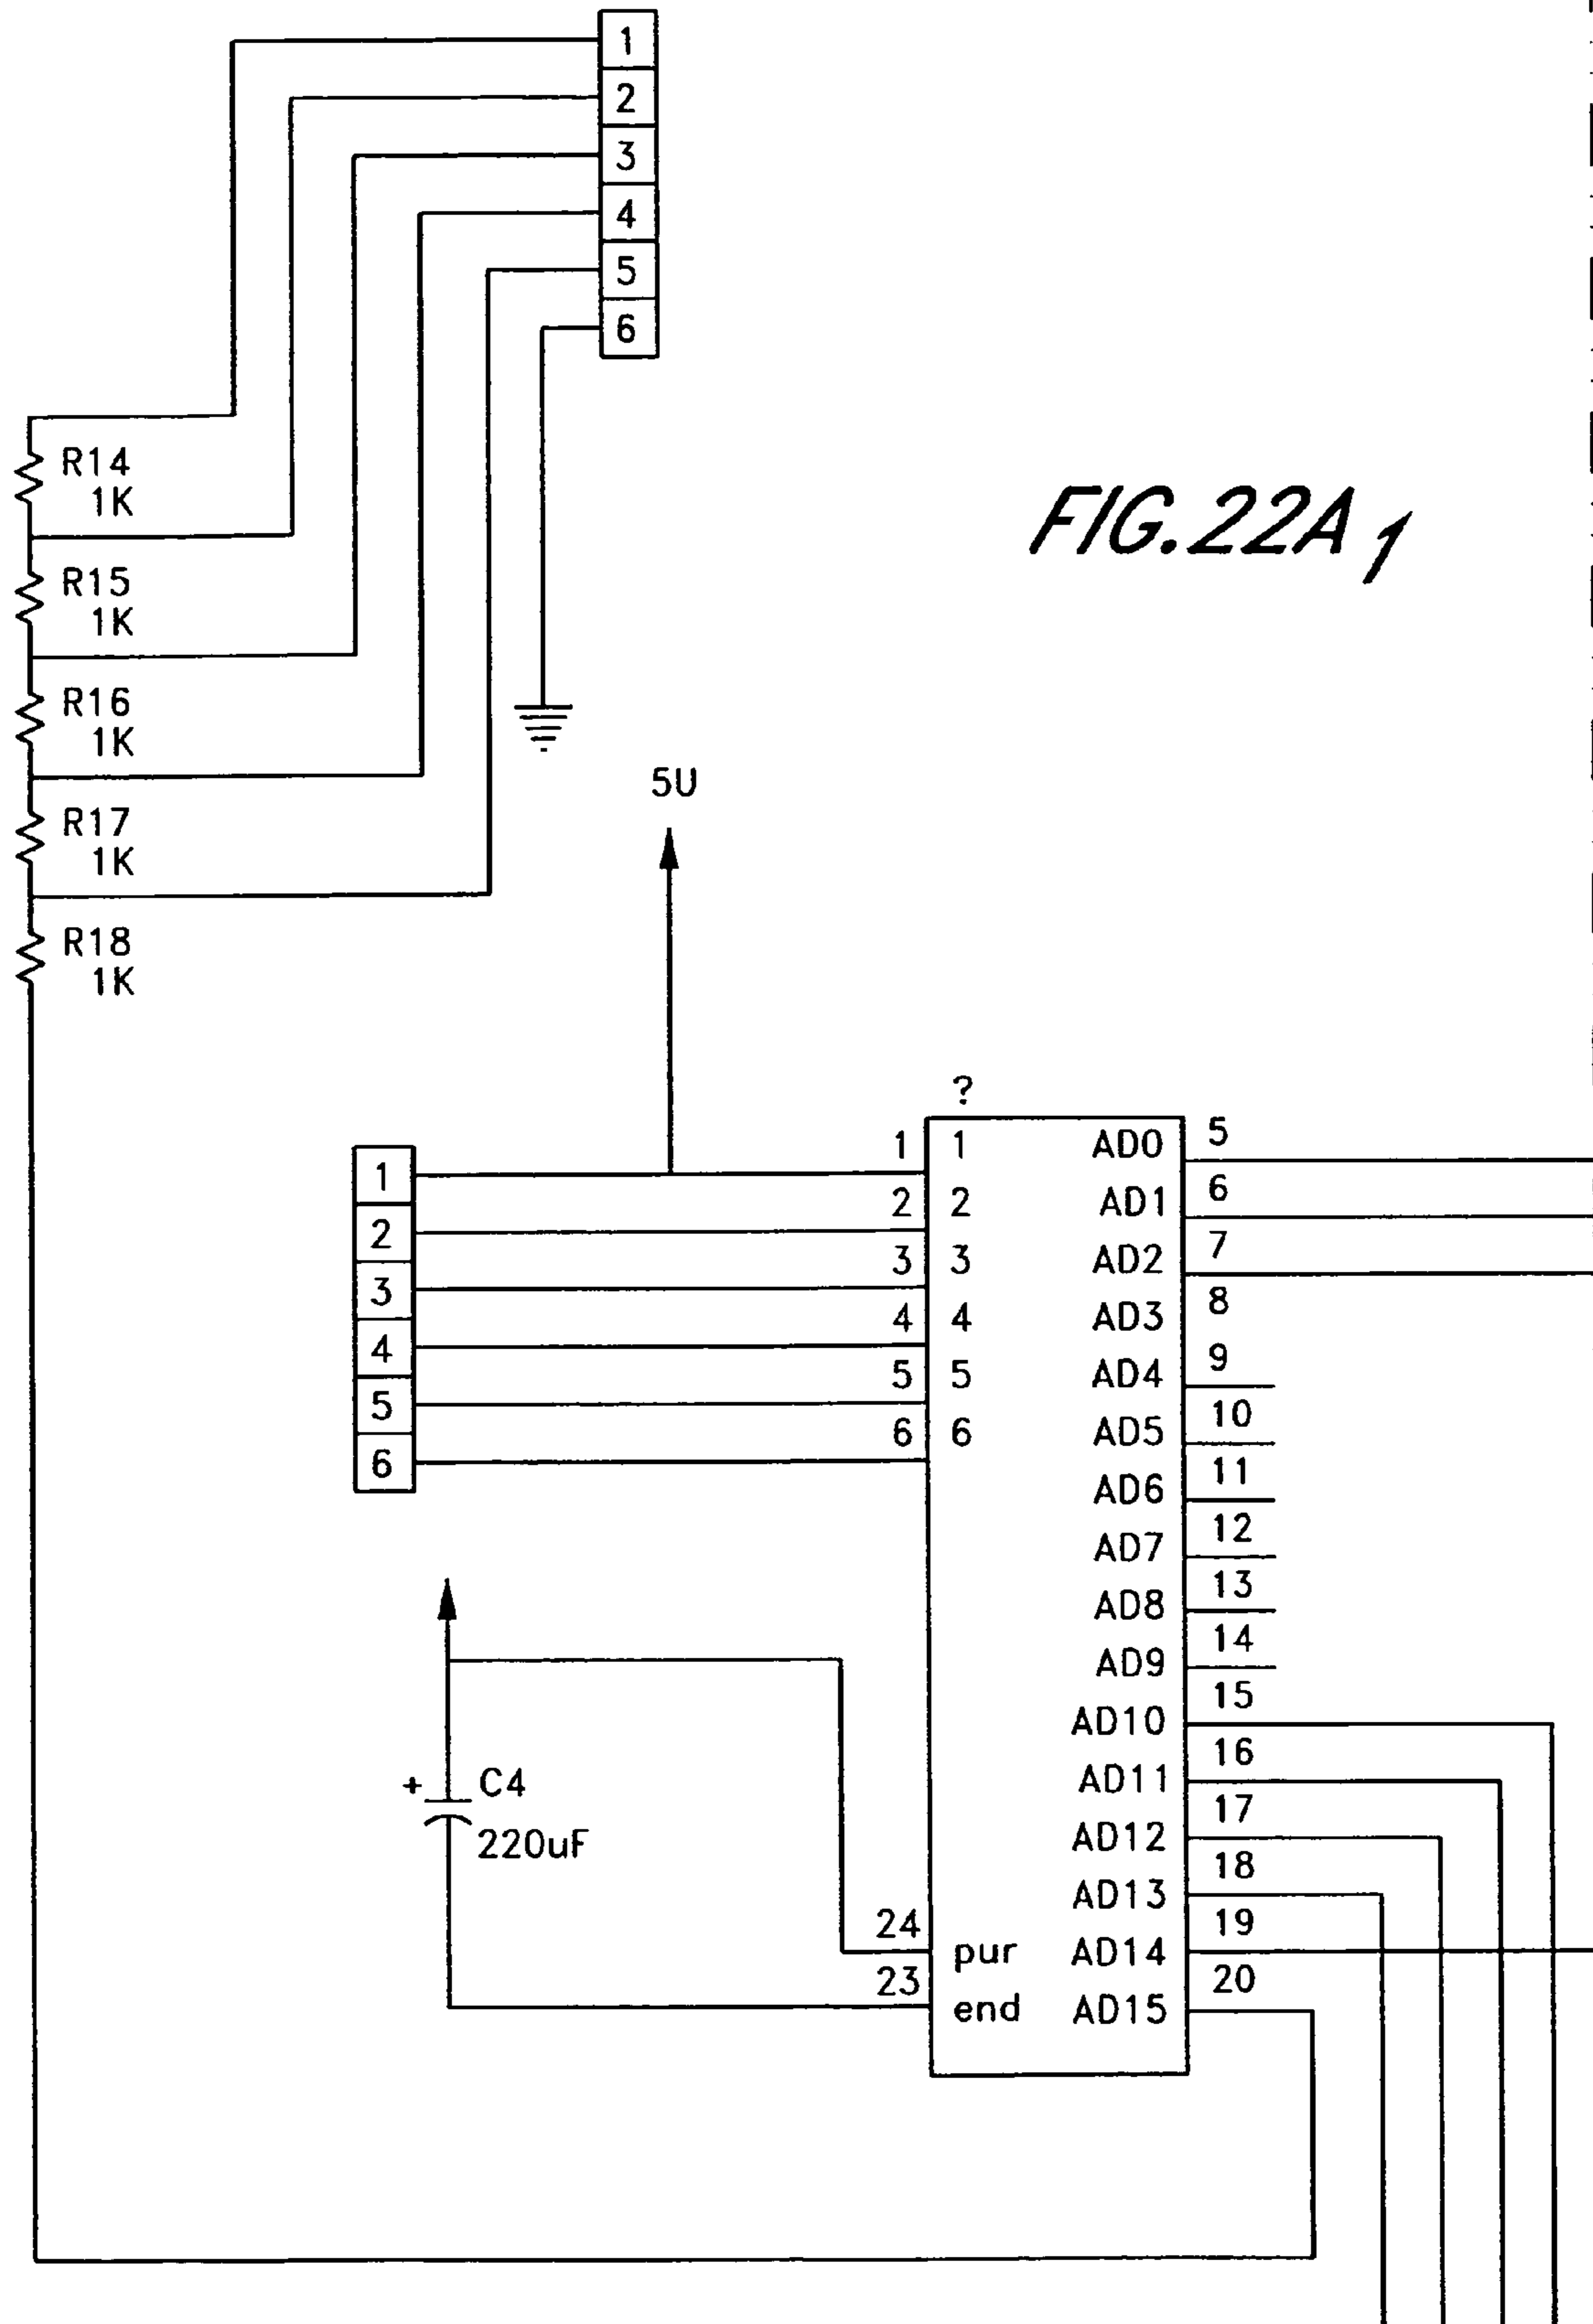 1
2
3
4
5
6
R14
1K
R15
1K
R16
1K
R17
1K
R18
1K
FIG.22A1
5U
?
1
2
3
4
5
6
1
2
3
4
5
6
1
2
3
4
5
6
AD0
AD1
AD2
AD3
AD4
AD5
AD6
AD7
AD8
AD9
AD10
AD11
AD12
AD13
AD14
AD15
5
6
7
8
9
10
11
12
13
14
15
16
17
18
19
20
+ C4
220uF
24
23
pur
end